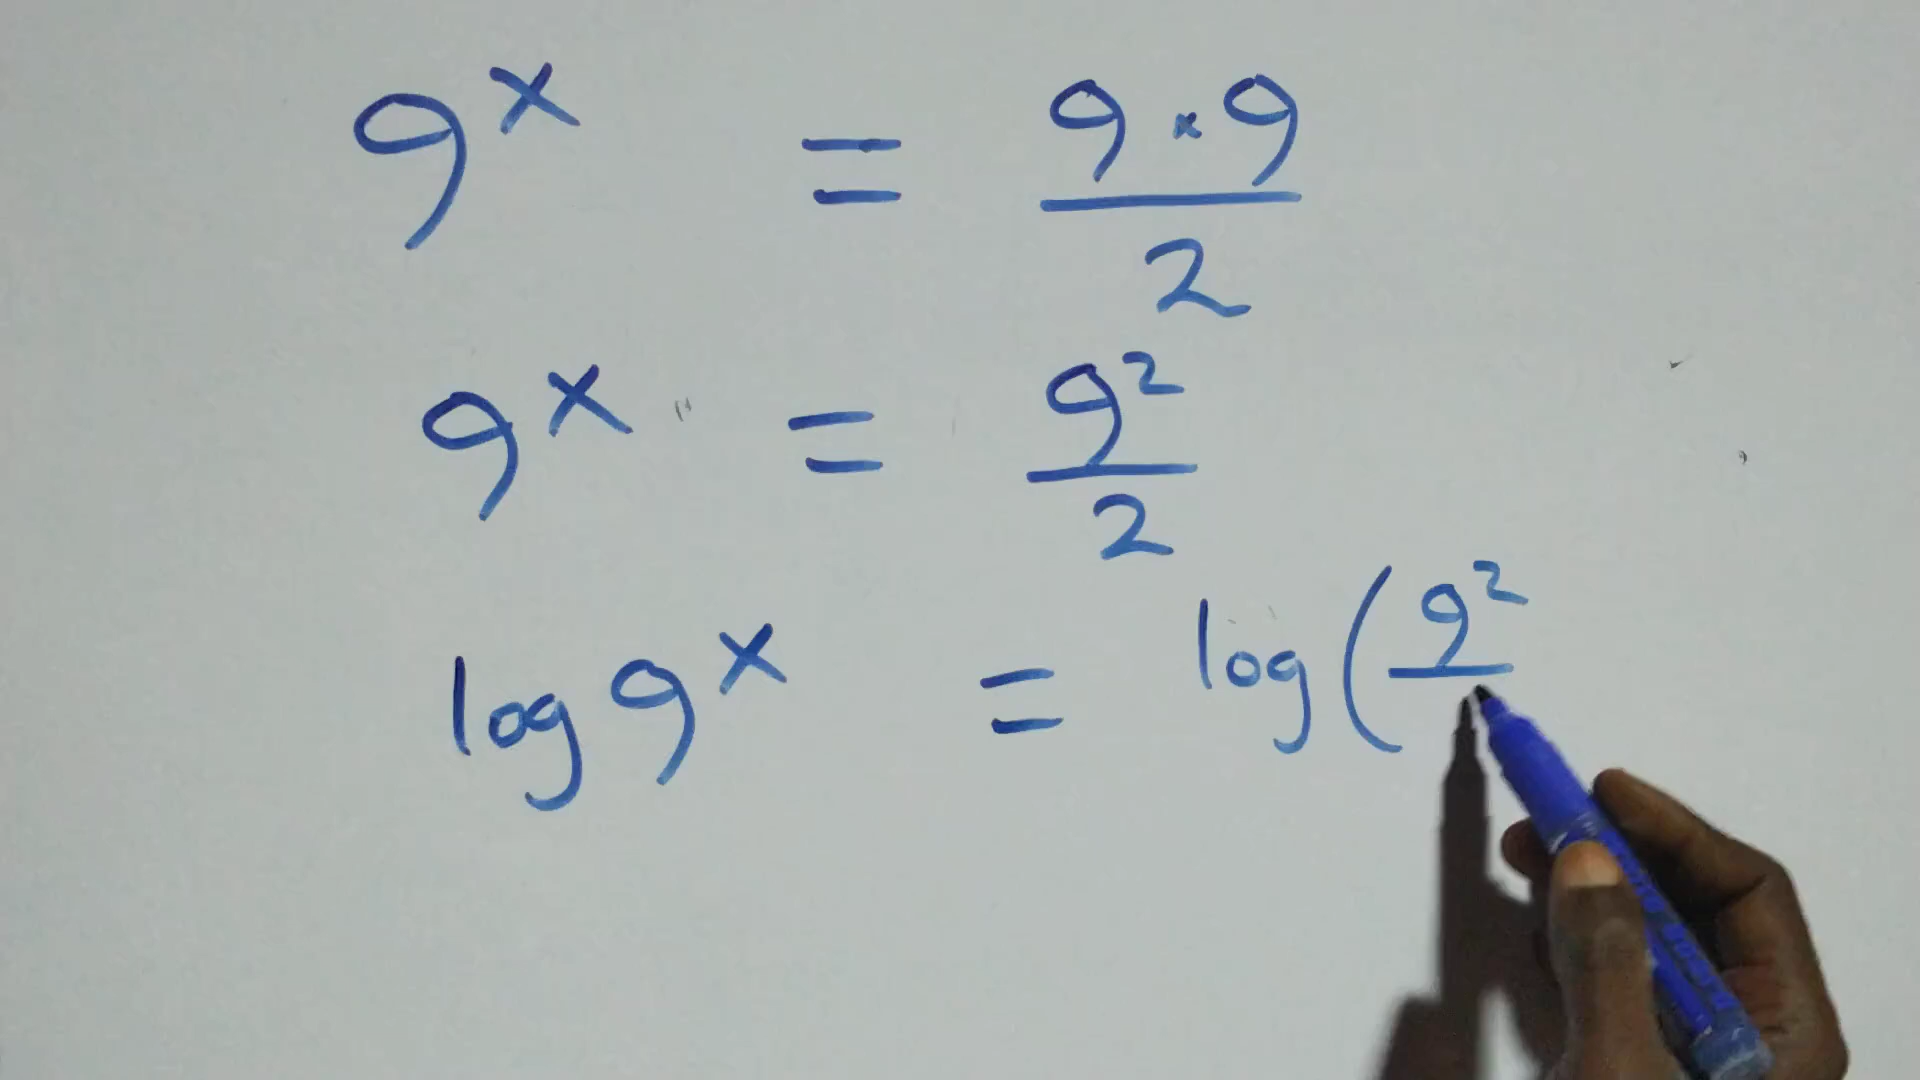 9^x = 9 × 9 / 2
9^x = 9² / 2
log 9^x = log ( 9² /